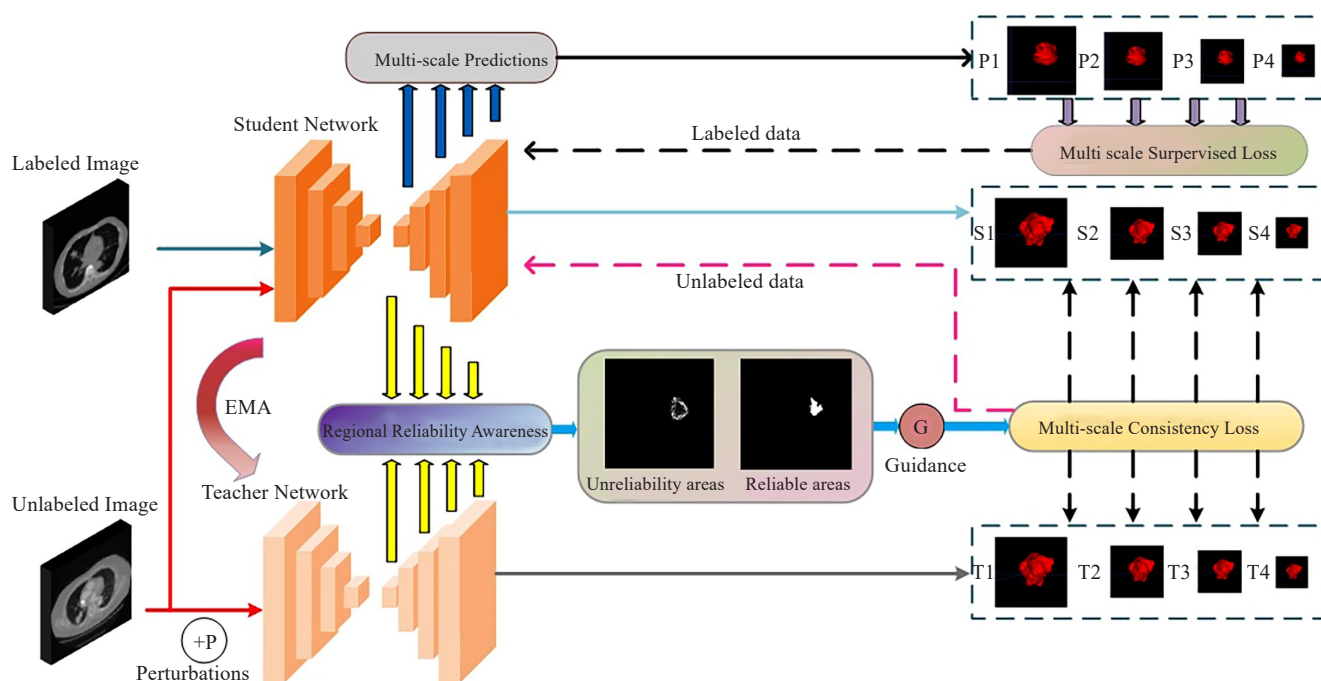 Multi-scale Predictions
P1
P2
P3
P4
Student Network
Labeled data
Multi scale Surpervised Loss
Labeled Image
S1
S2
S3
S4
Unlabeled data
EMA
Regional Reliability Awareness
Unreliability areas
Reliable areas
G
Guidance
Multi-scale Consistency Loss
Teacher Network
Unlabeled Image
T1
T2
T3
T4
+P
Perturbations